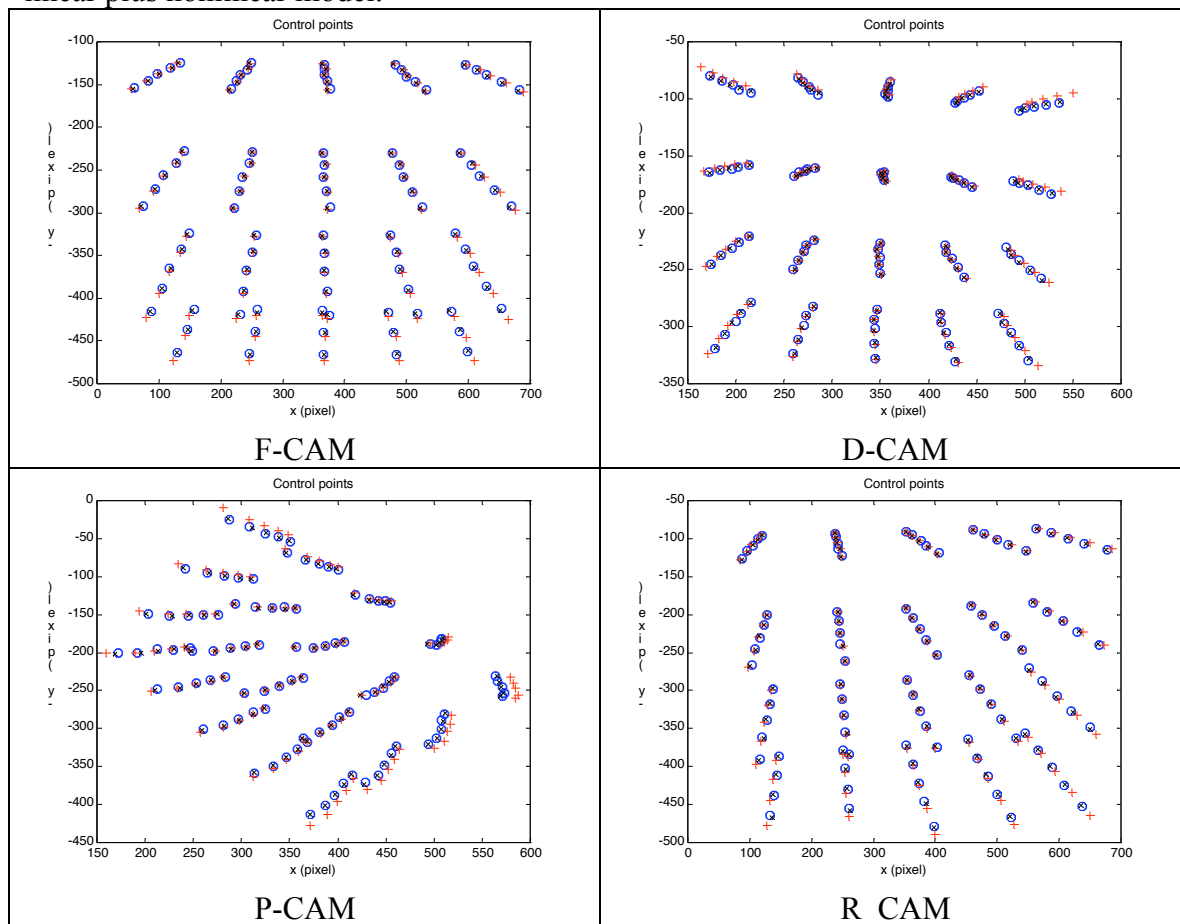 linear plus nonlinear model.
Control points
-y (pixel)
-100
-150
-200
-250
-300
-350
-400
-450
-500
0 100 200 300 400 500 600 700
x (pixel)
F-CAM
Control points
-y (pixel)
-50
-100
-150
-200
-250
-300
-350
150 200 250 300 350 400 450 500 550 600
x (pixel)
D-CAM
Control points
-y (pixel)
0
-50
-100
-150
-200
-250
-300
-350
-400
-450
150 200 250 300 350 400 450 500 550 600
x (pixel)
P-CAM
Control points
-y (pixel)
-50
-100
-150
-200
-250
-300
-350
-400
-450
-500
0 100 200 300 400 500 600 700
x (pixel)
R_CAM